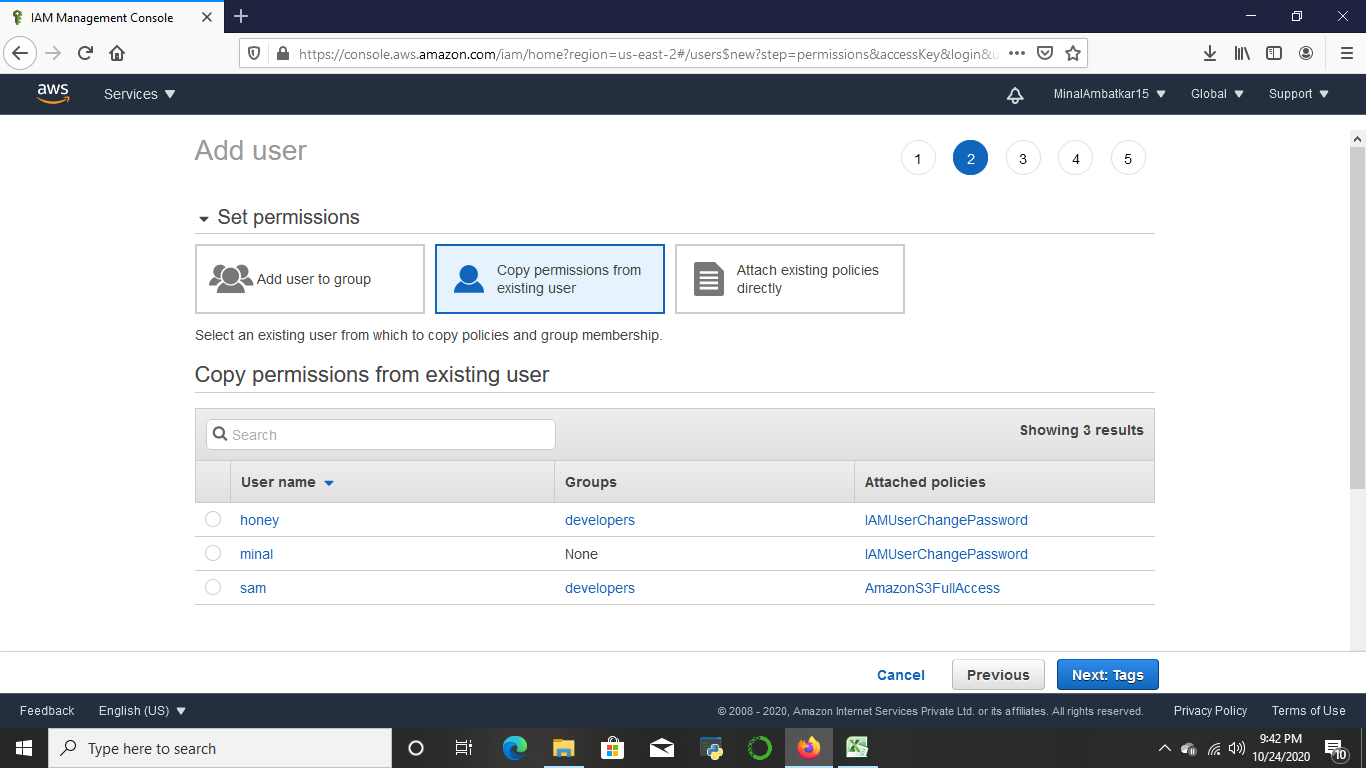 IAM Management Console
https://console.aws.amazon.com/iam/home?region=us-east-2#/users$new?step=permissions&accessKey&login&u
aws Services MinalAmbatkar15 Global Support
Add user 1 2 3 4 5
Set permissions
Add user to group
Copy permissions from
existing user
Attach existing policies
directly
Select an existing user from which to copy policies and group membership.
Copy permissions from existing user
Search Showing 3 results
User name Groups Attached policies
honey developers IAMUserChangePassword
minal None IAMUserChangePassword
sam developers AmazonS3FullAccess
Cancel Previous Next: Tags
Feedback English (US) © 2008 - 2020, Amazon Internet Services Private Ltd. or its affiliates. All rights reserved. Privacy Policy Terms of Use
Type here to search
9:42 PM
10/24/2020
10